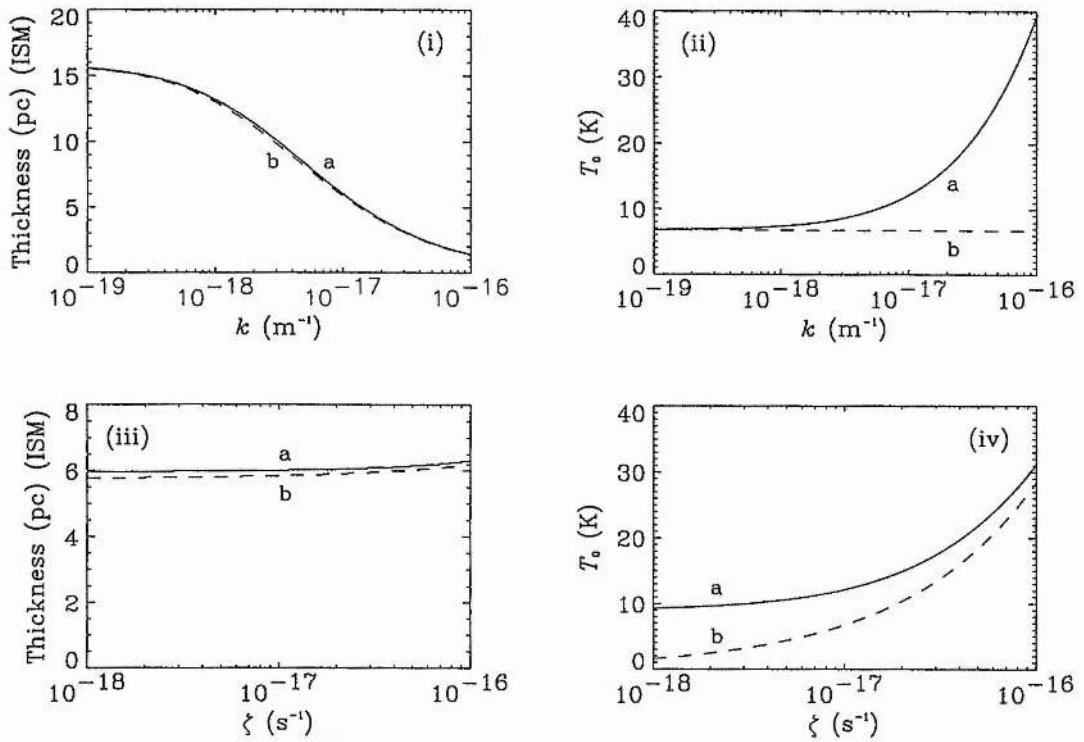 Thickness (pc) (ISM)
20
15
10
5
0
(i)
a
b
10⁻¹⁹
10⁻¹⁸
10⁻¹⁷
10⁻¹⁶
k (m⁻¹)
T₀ (K)
40
30
20
10
0
(ii)
a
b
10⁻¹⁹
10⁻¹⁸
10⁻¹⁷
10⁻¹⁶
k (m⁻¹)
Thickness (pc) (ISM)
8
6
4
2
0
(iii)
a
b
10⁻¹⁸
10⁻¹⁷
10⁻¹⁶
ζ (s⁻¹)
T₀ (K)
40
30
20
10
0
(iv)
a
b
10⁻¹⁸
10⁻¹⁷
10⁻¹⁶
ζ (s⁻¹)